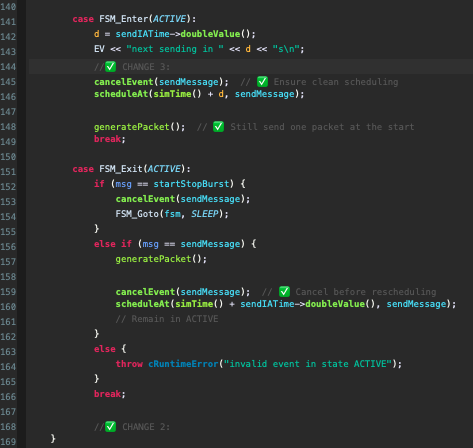 140
141 case FSM_Enter(ACTIVE):
142 d = sendIATime->doubleValue();
143 EV << "next sending in " << d << "s\n";
144 //✅ CHANGE 3:
145 cancelEvent(sendMessage); // ✅ Ensure clean scheduling
146 scheduleAt(simTime() + d, sendMessage);
147
148 generatePacket(); // ✅ Still send one packet at the start
149 break;
150
151 case FSM_Exit(ACTIVE):
152 if (msg == startStopBurst) {
153 cancelEvent(sendMessage);
154 FSM_Goto(fsm, SLEEP);
155 }
156 else if (msg == sendMessage) {
157 generatePacket();
158
159 cancelEvent(sendMessage); // ✅ Cancel before rescheduling
160 scheduleAt(simTime() + sendIATime->doubleValue(), sendMessage);
161 // Remain in ACTIVE
162 }
163 else {
164 throw cRuntimeError("invalid event in state ACTIVE");
165 }
166 break;
167
168 //✅ CHANGE 2:
169 }